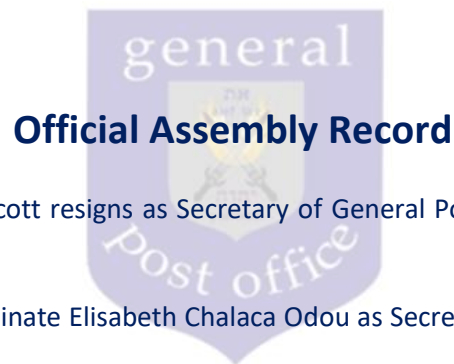 general
Official Assembly Record
cott resigns as Secretary of General Po
post office
inate Elisabeth Chalaca Odou as Secre